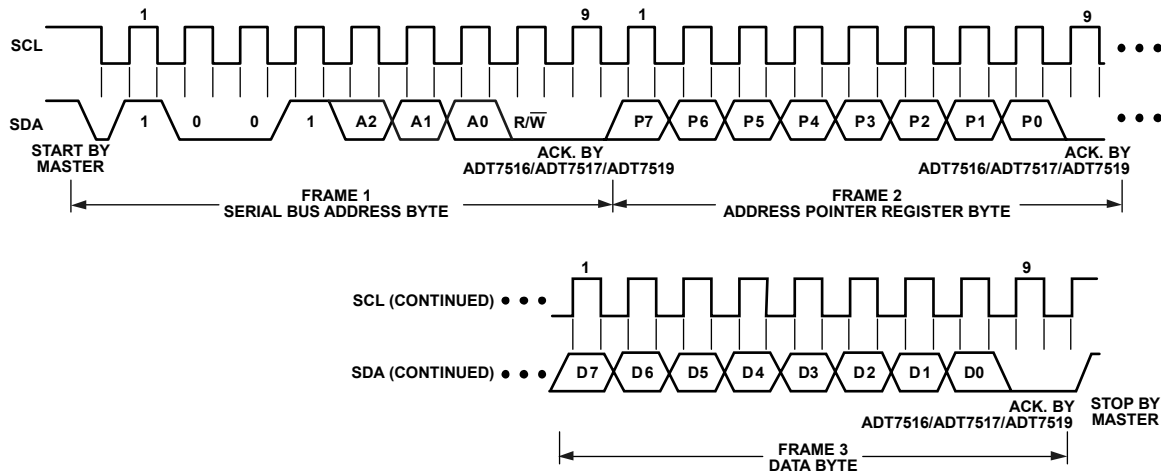 1 9 1 9
SCL
SDA 1 0 0 1 A2 A1 A0 R/W̅ P7 P6 P5 P4 P3 P2 P1 P0
START BY
MASTER
ACK. BY
ADT7516/ADT7517/ADT7519
ACK. BY
ADT7516/ADT7517/ADT7519
FRAME 1
SERIAL BUS ADDRESS BYTE
FRAME 2
ADDRESS POINTER REGISTER BYTE
1 9
SCL (CONTINUED)
SDA (CONTINUED) D7 D6 D5 D4 D3 D2 D1 D0
ACK. BY
ADT7516/ADT7517/ADT7519
STOP BY
MASTER
FRAME 3
DATA BYTE